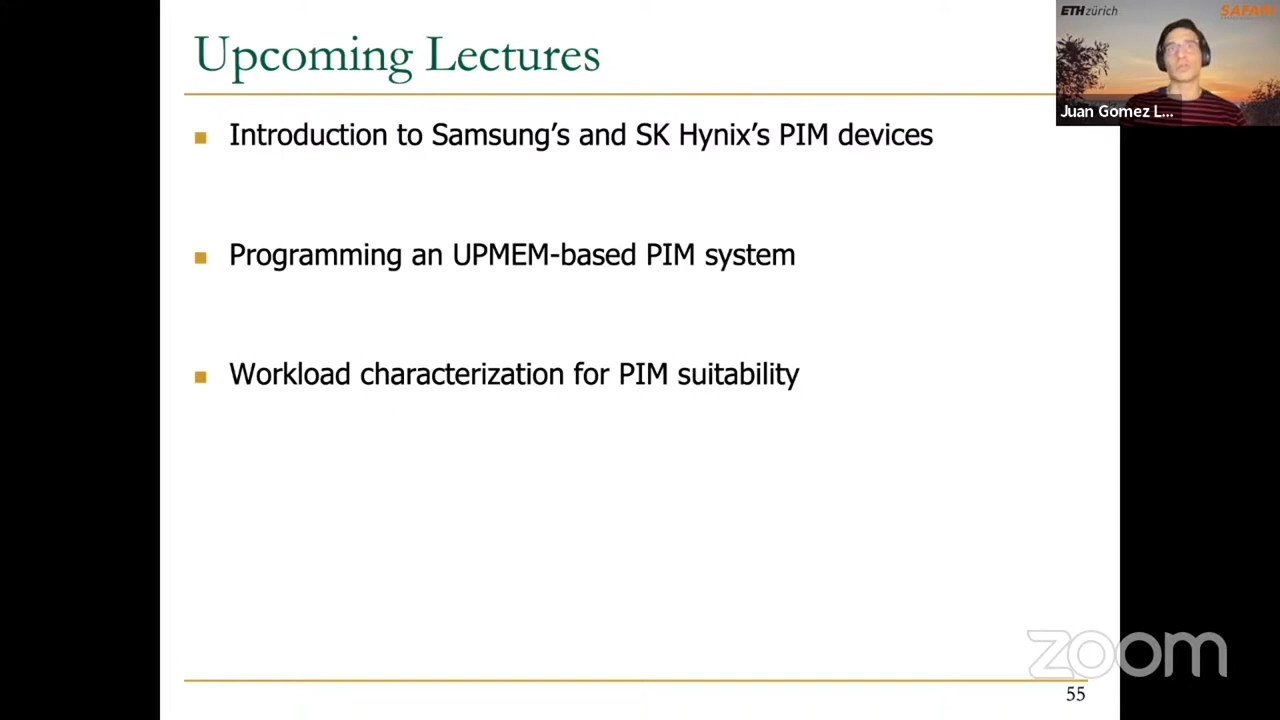 Upcoming Lectures
ETH zürich
SAFARI
Juan Gomez L...
Introduction to Samsung’s and SK Hynix’s PIM devices
Programming an UPMEM-based PIM system
Workload characterization for PIM suitability
zoom
55